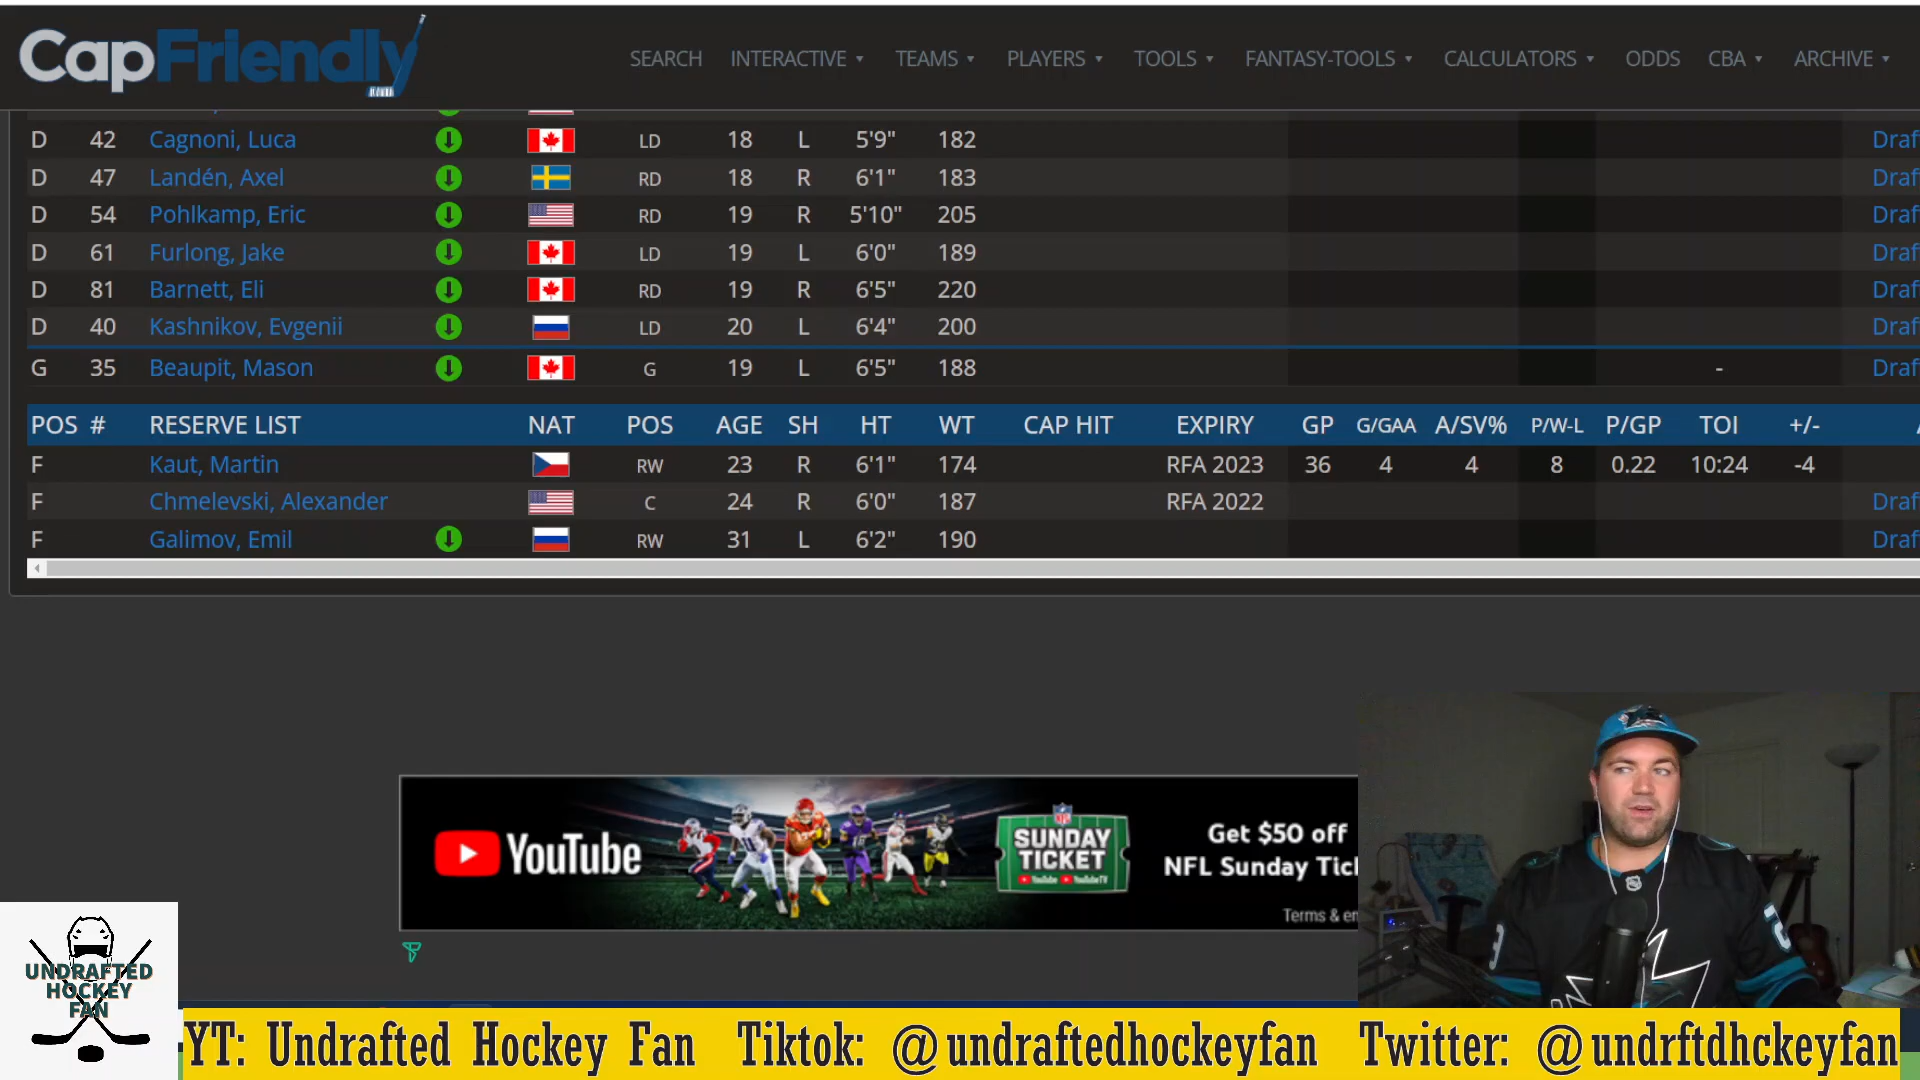 CapFriendly
SEARCH INTERACTIVE TEAMS PLAYERS TOOLS FANTASY-TOOLS CALCULATORS ODDS CBA ARCHIVE
D 42 Cagnoni, Luca LD 18 L 5'9" 182 Draf
D 47 Landén, Axel RD 18 R 6'1" 183 Draf
D 54 Pohlkamp, Eric RD 19 R 5'10" 205 Draf
D 61 Furlong, Jake LD 19 L 6'0" 189 Draf
D 81 Barnett, Eli RD 19 R 6'5" 220 Draf
D 40 Kashnikov, Evgenii LD 20 L 6'4" 200 Draf
G 35 Beaupit, Mason G 19 L 6'5" 188 - Draf
POS # RESERVE LIST NAT POS AGE SH HT WT CAP HIT EXPIRY GP G/GAA A/SV% P/W-L P/GP TOI +/-
F Kaut, Martin RW 23 R 6'1" 174 RFA 2023 36 4 4 8 0.22 10:24 -4
F Chmelevski, Alexander C 24 R 6'0" 187 RFA 2022 Draf
F Galimov, Emil RW 31 L 6'2" 190 Draf
YouTube
NFL
SUNDAY
TICKET
YouTube YouTubeTV
Get $50 off
NFL Sunday Tic
Terms & e
UNDRAFTED
HOCKEY
FAN
YT: Undrafted Hockey Fan Tiktok: @undraftedhockeyfan Twitter: @undrftdhckeyfan